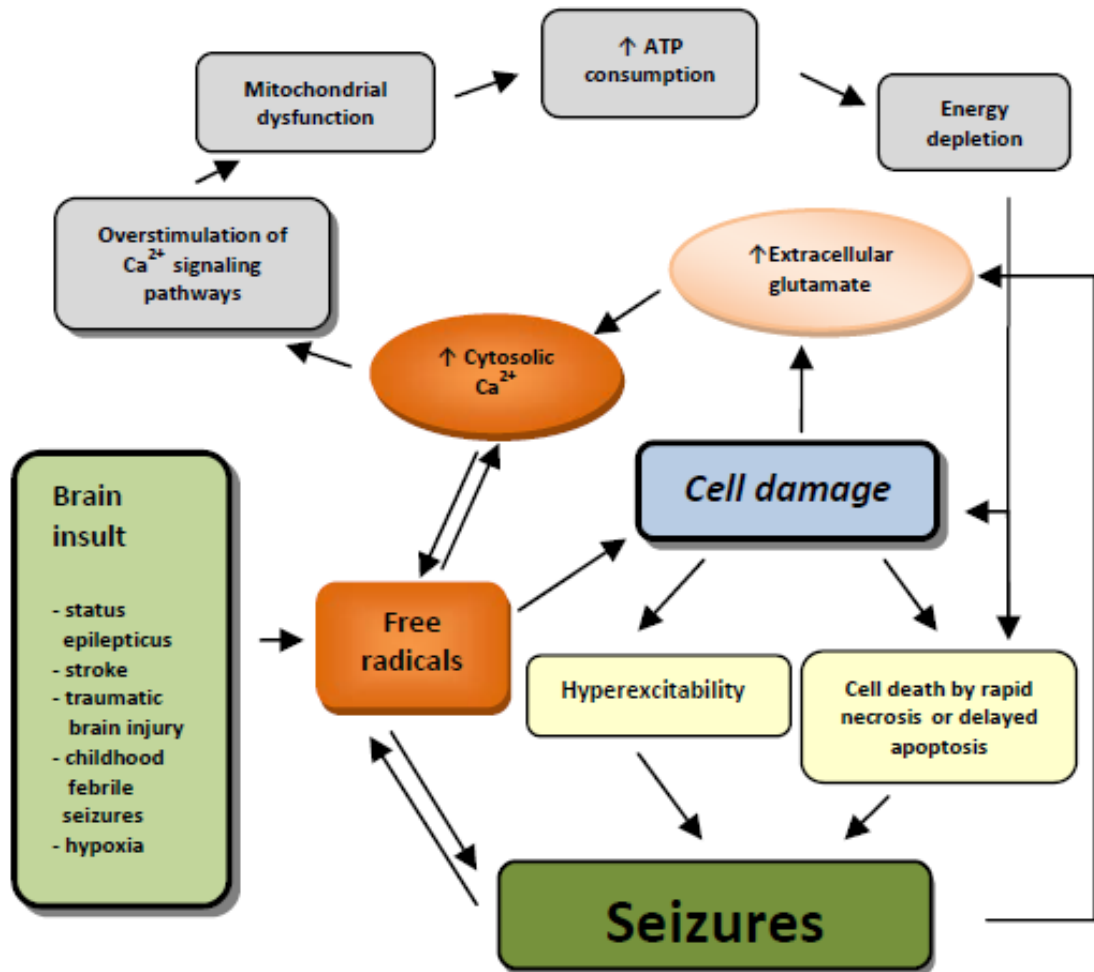 ↑ ATP
consumption
Mitochondrial
dysfunction
Energy
depletion
Overstimulation of
Ca²⁺ signaling
pathways
↑Extracellular
glutamate
↑ Cytosolic
Ca²⁺
Brain
insult
- status
epilepticus
- stroke
- traumatic
brain injury
- childhood
febrile
seizures
- hypoxia
Cell damage
Free
radicals
Hyperexcitability
Cell death by rapid
necrosis or delayed
apoptosis
Seizures